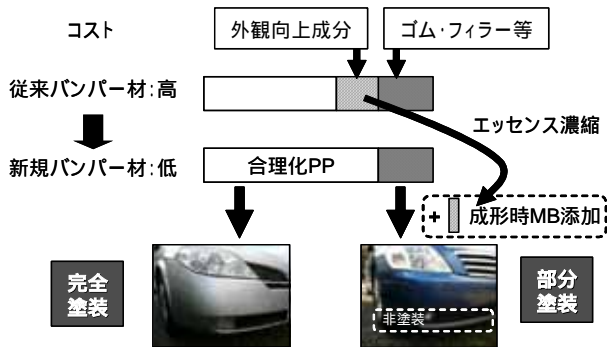 コスト
外観向上成分
ゴム・フィラー等
従来バンパー材:高
エッセンス濃縮
新規バンパー材:低
合理化PP
+ 成形時MB添加
完全
塗装
非塗装
部分
塗装